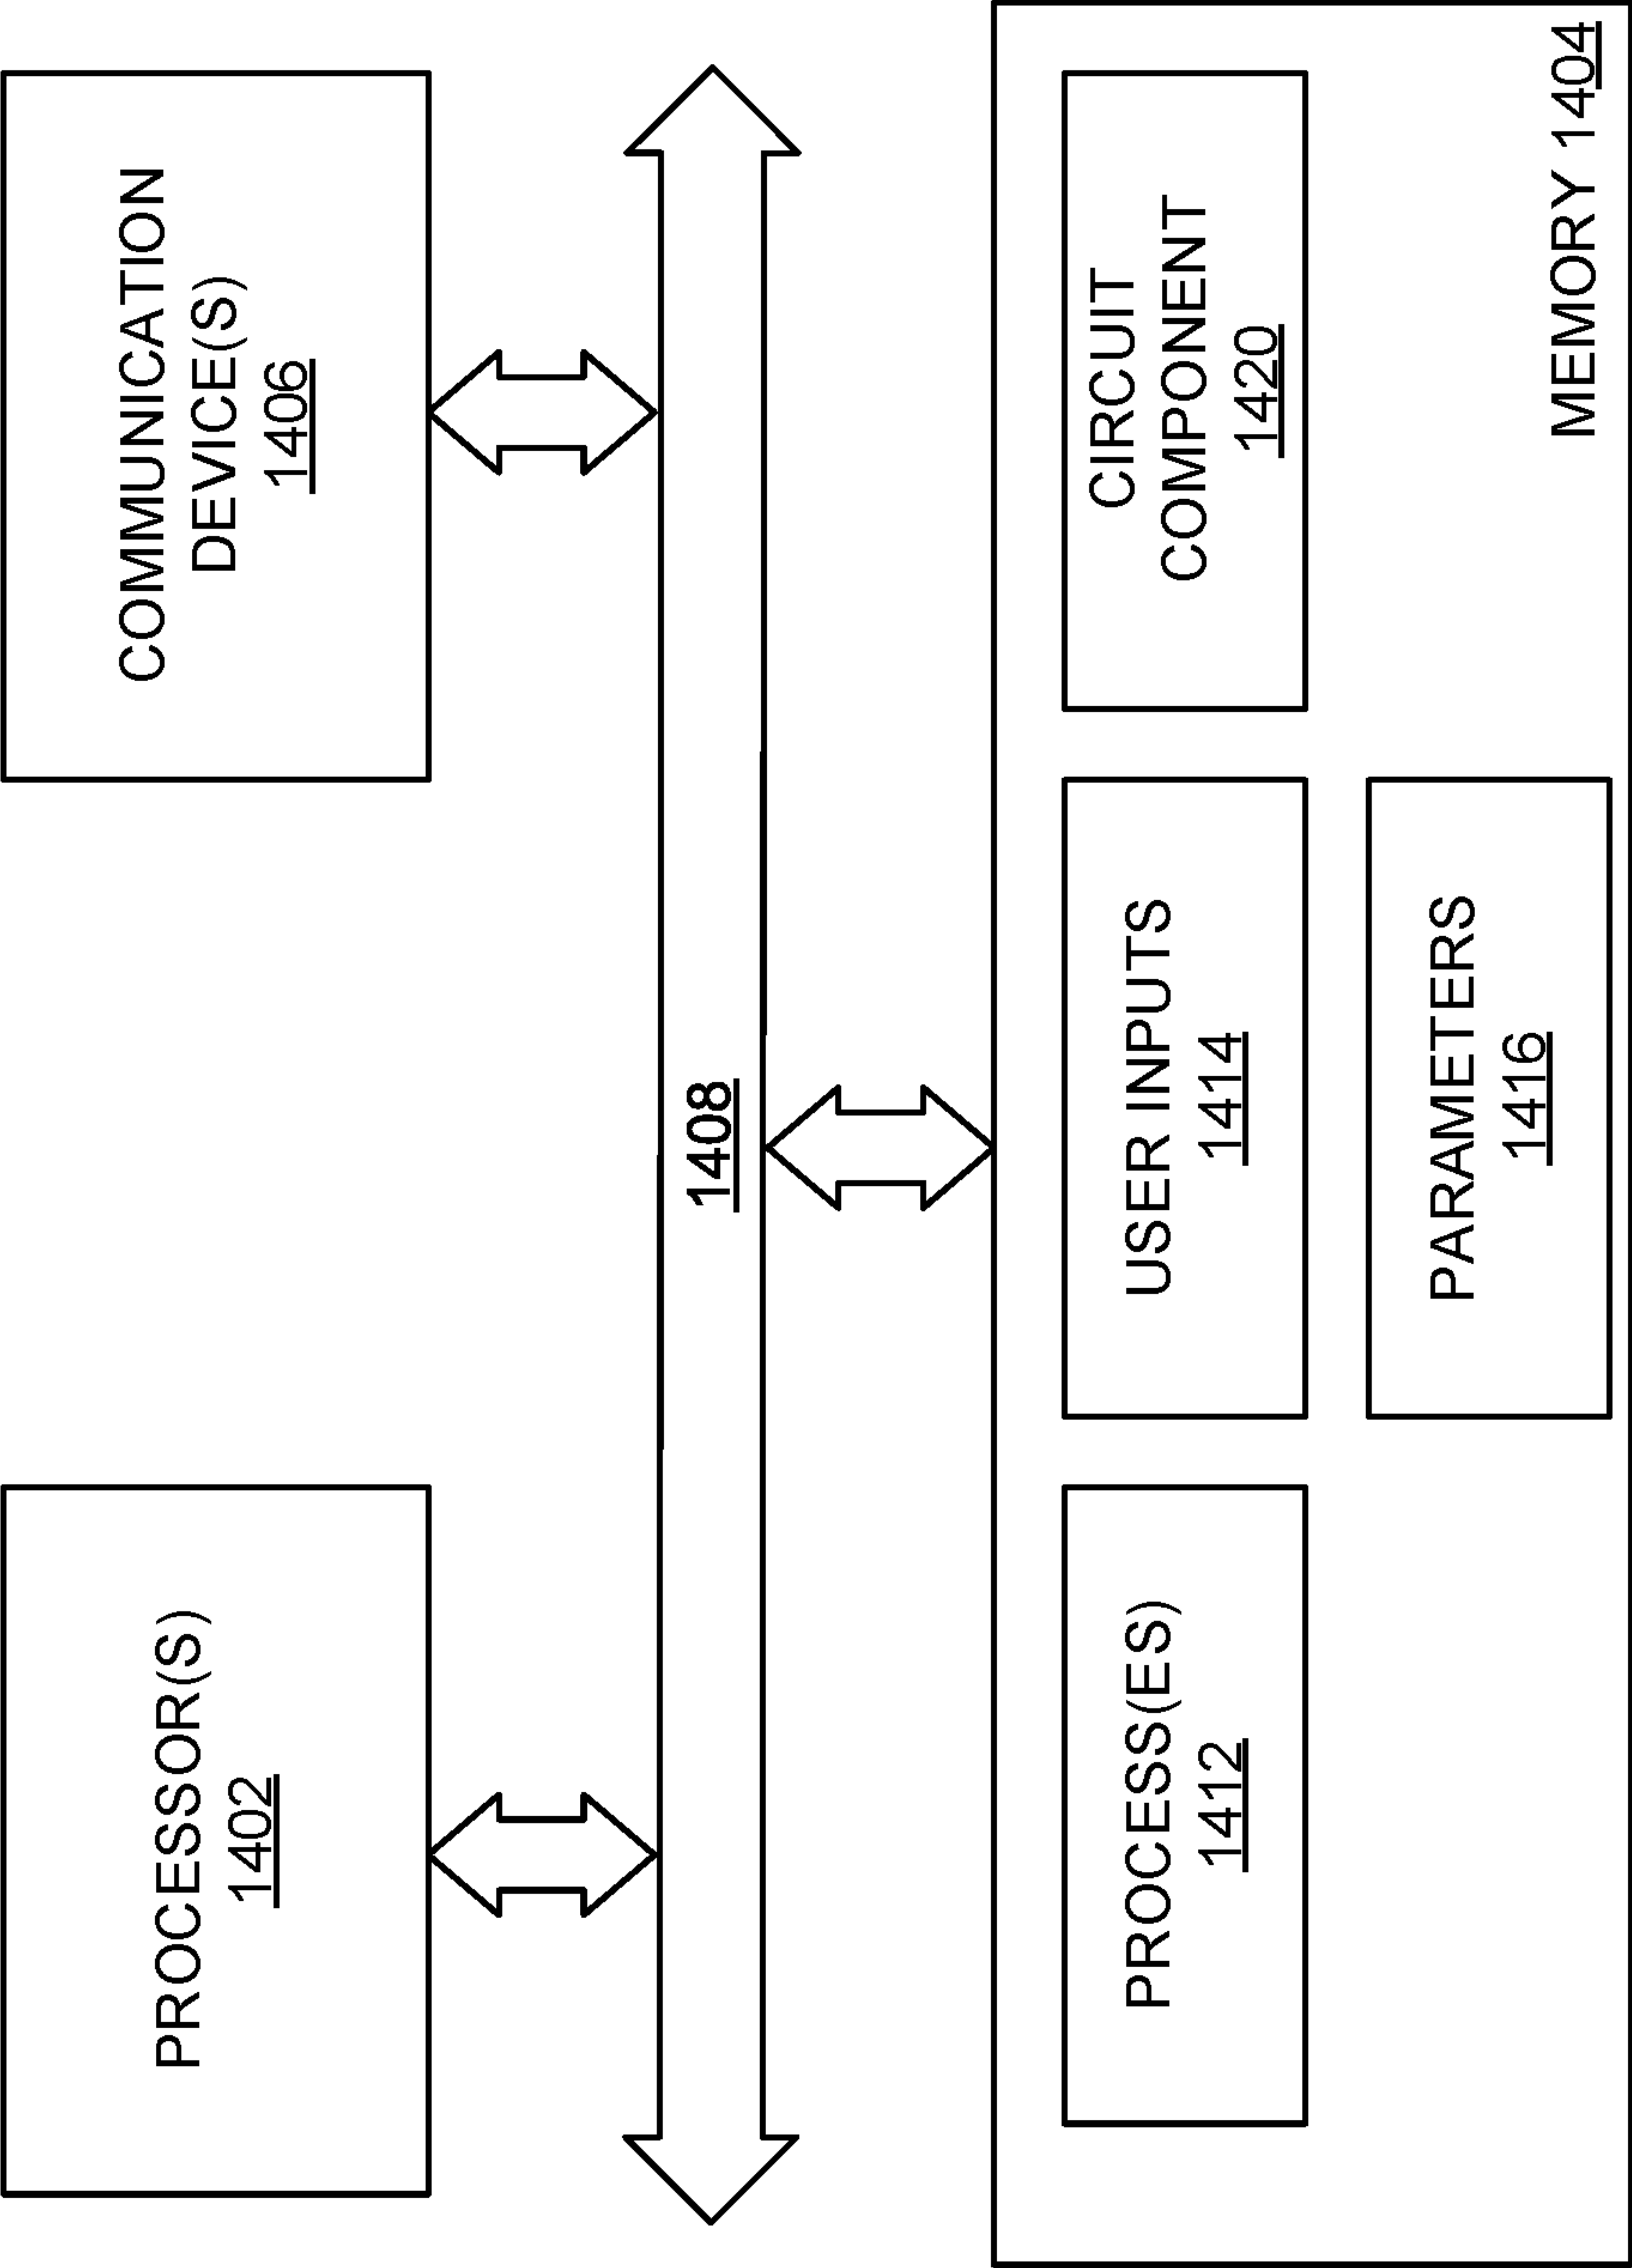 PROCESSOR(S)
1402
COMMUNICATION
DEVICE(S)
1406
1408
PROCESS(ES)
1412
USER INPUTS
1414
CIRCUIT
COMPONENT
1420
PARAMETERS
1416
MEMORY 1404